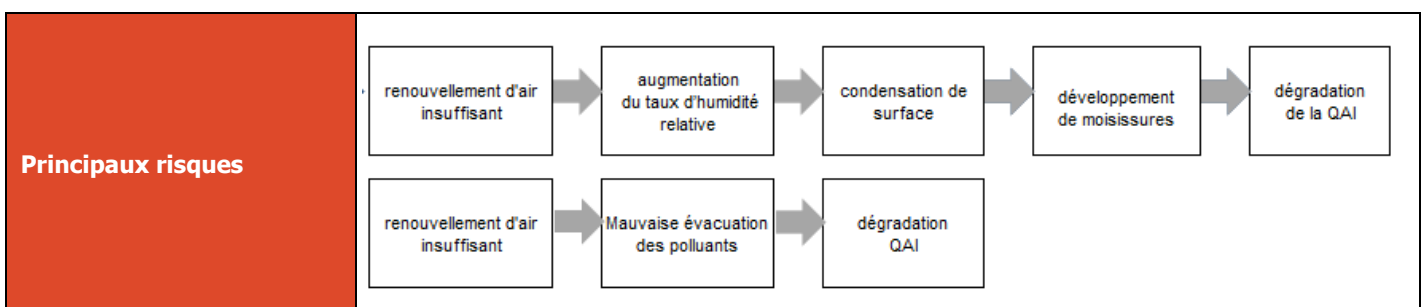 Principaux risques
renouvellement d'air
insuffisant
augmentation
du taux d'humidité
relative
condensation de
surface
développement
de moisissures
dégradation
de la QAI
renouvellement d'air
insuffisant
Mauvaise évacuation
des polluants
dégradation
QAI